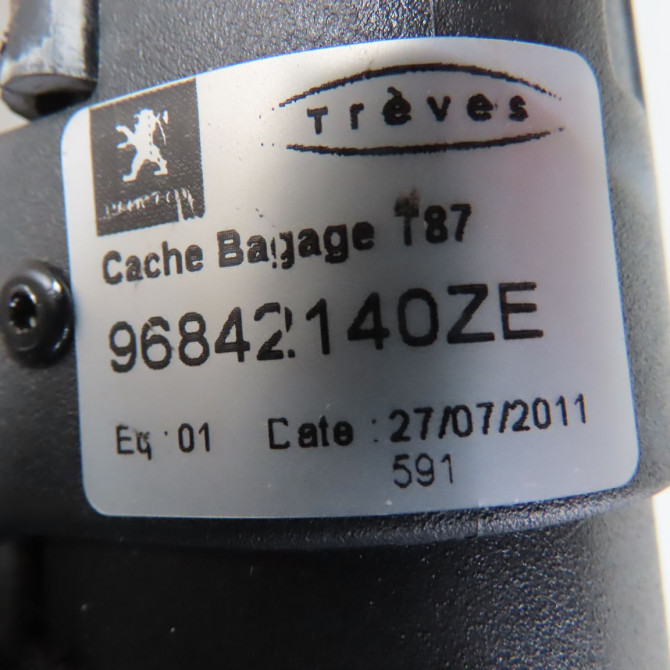 Trèves
Cache Bagage T87
96842140ZE
Eq : 01 Date : 27/07/2011
591